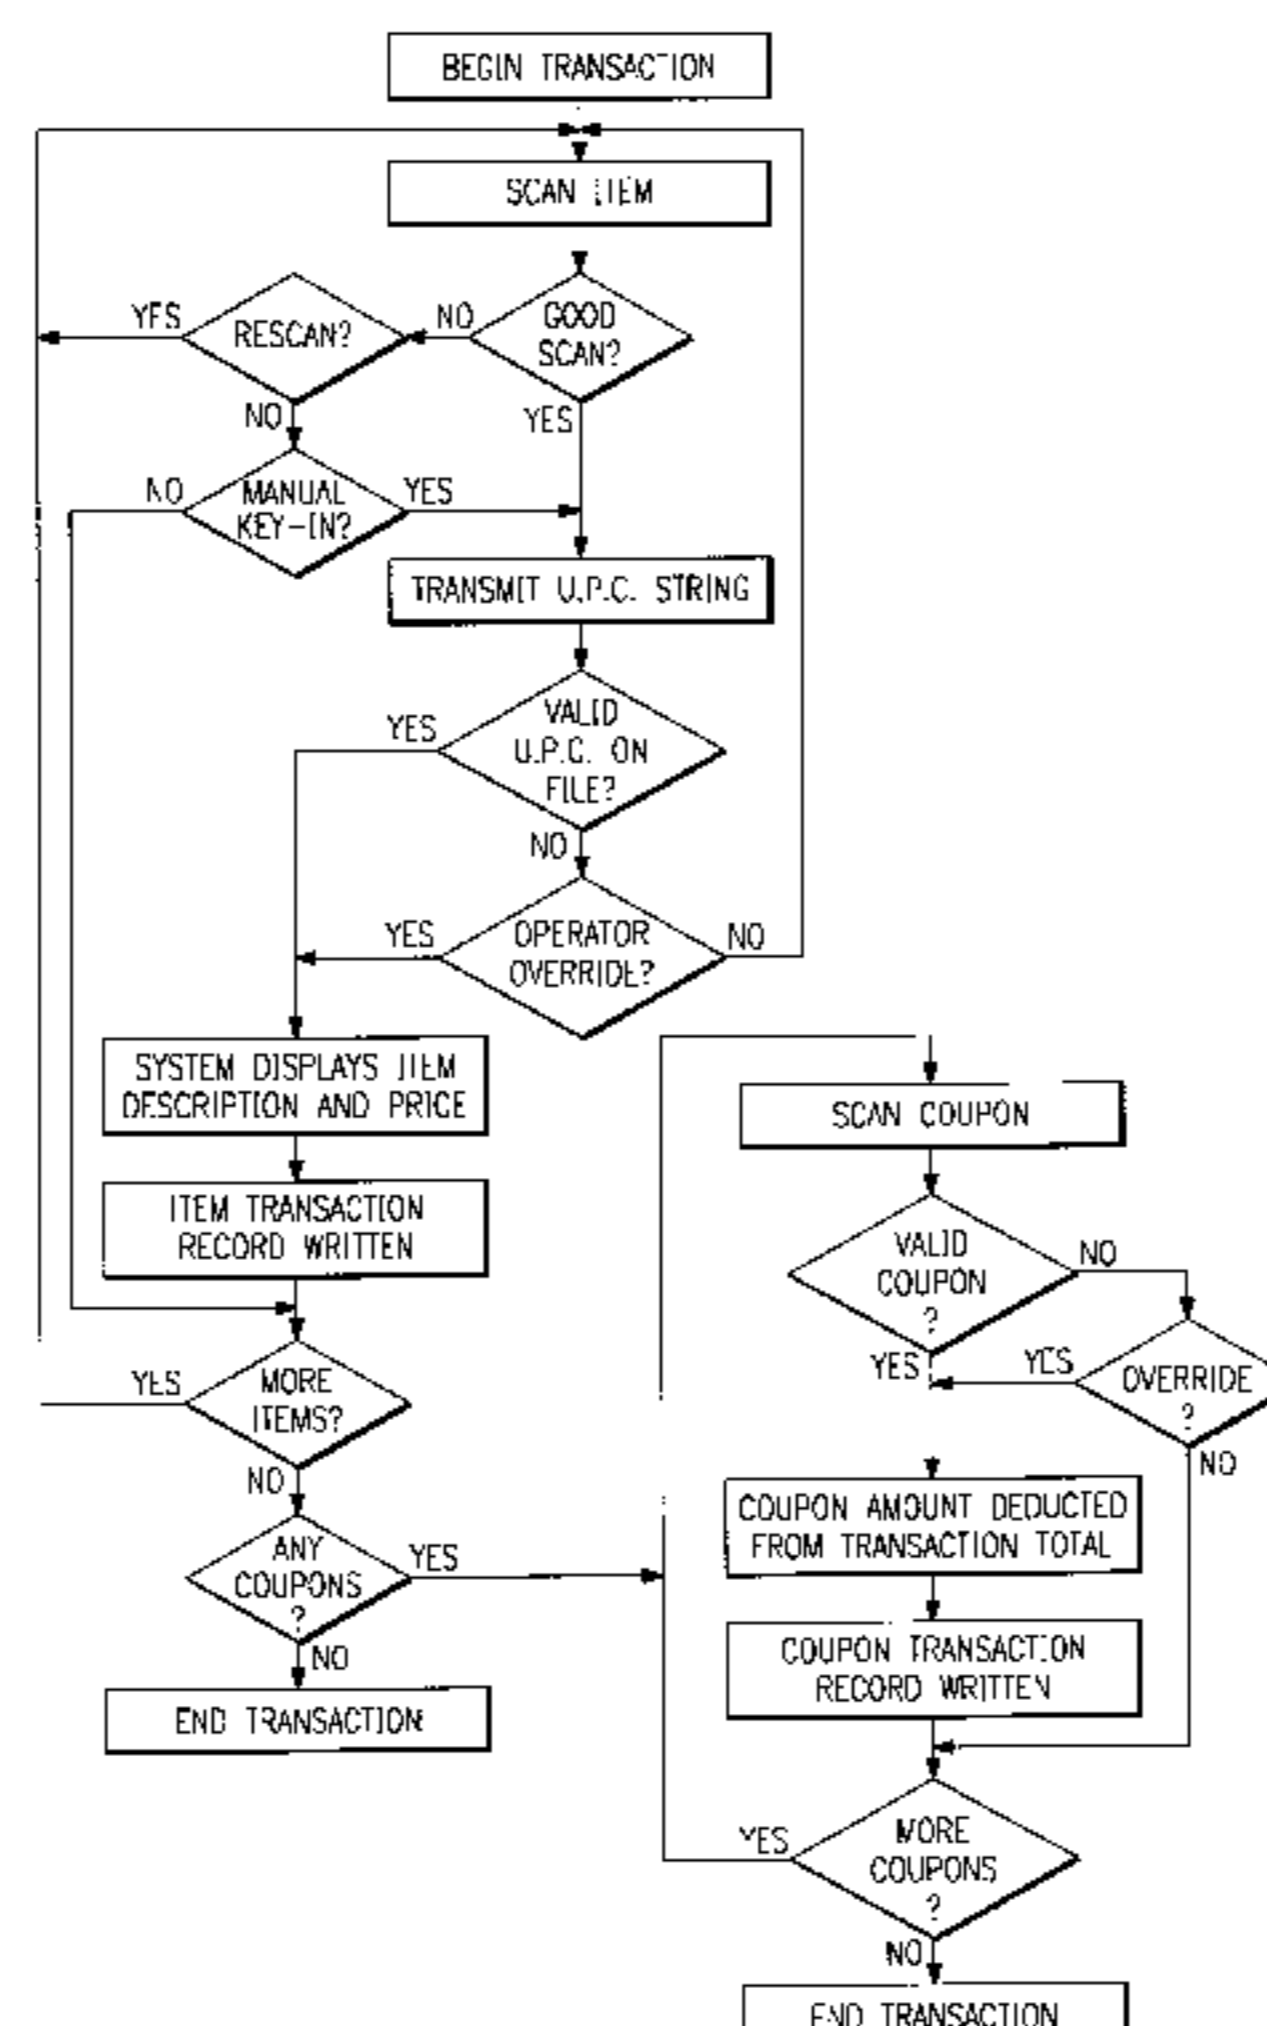 BEGIN TRANSACTION
SCAN ITEM
GOOD
SCAN?
NO
YES
RESCAN?
YES
NO
MANUAL
KEY-IN?
NO
YES
TRANSMIT U.P.C. STRING
VALID
U.P.C. ON
FILE?
YES
NO
OPERATOR
OVERRIDE?
YES
NO
SYSTEM DISPLAYS ITEM
DESCRIPTION AND PRICE
ITEM TRANSACTION
RECORD WRITTEN
MORE
ITEMS?
YES
NO
ANY
COUPONS
?
YES
NO
END TRANSACTION
SCAN COUPON
VALID
COUPON
?
NO
YES
OVERRIDE
?
YES
NO
COUPON AMOUNT DEDUCTED
FROM TRANSACTION TOTAL
COUPON TRANSACTION
RECORD WRITTEN
MORE
COUPONS
?
YES
NO
END TRANSACTION